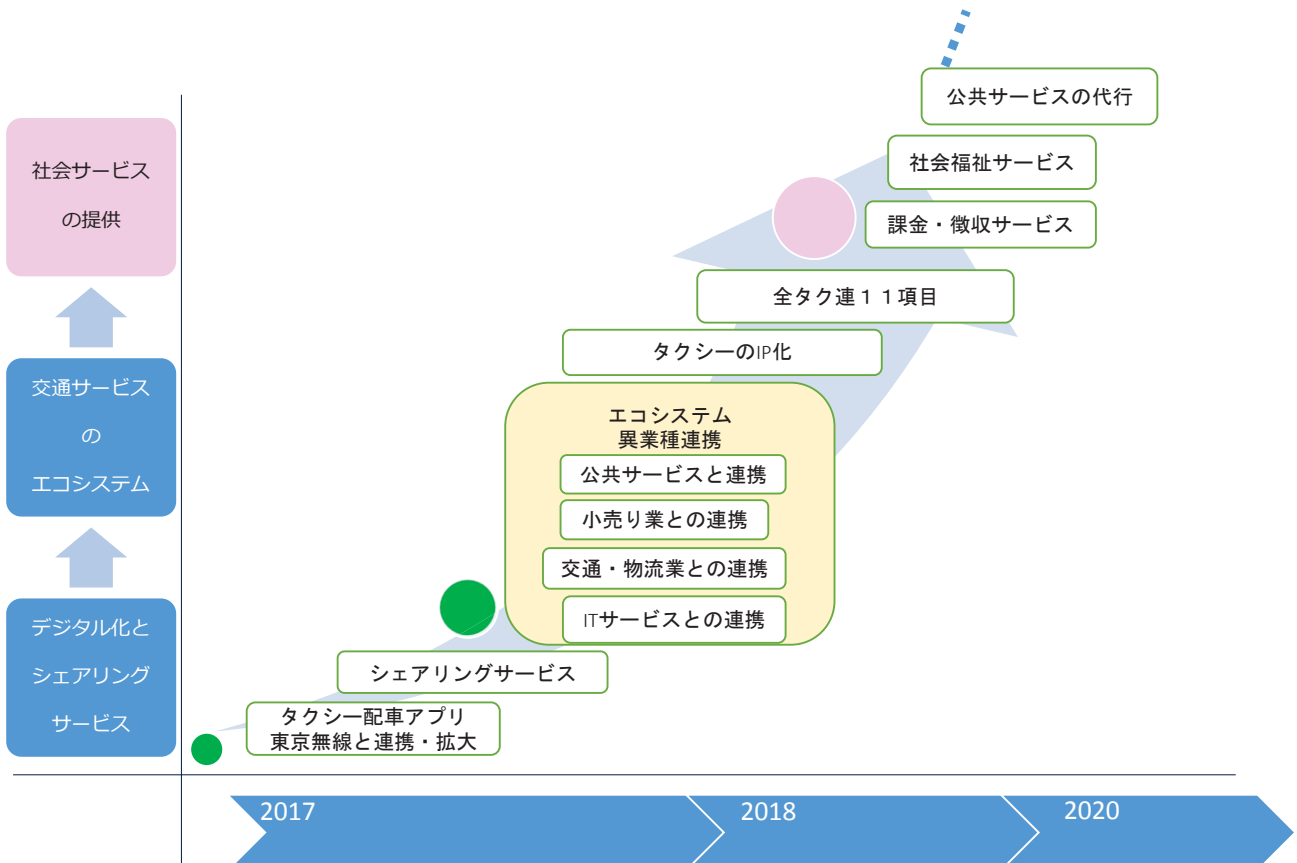 公共サービスの代行
社会福祉サービス
課金・徴収サービス
全タク連１１項目
タクシーのIP化
エコシステム
異業種連携
公共サービスと連携
小売り業との連携
交通・物流業との連携
ITサービスとの連携
シェアリングサービス
タクシー配車アプリ
東京無線と連携・拡大
社会サービス
の提供
交通サービス
の
エコシステム
デジタル化と
シェアリング
サービス
2017
2018
2020